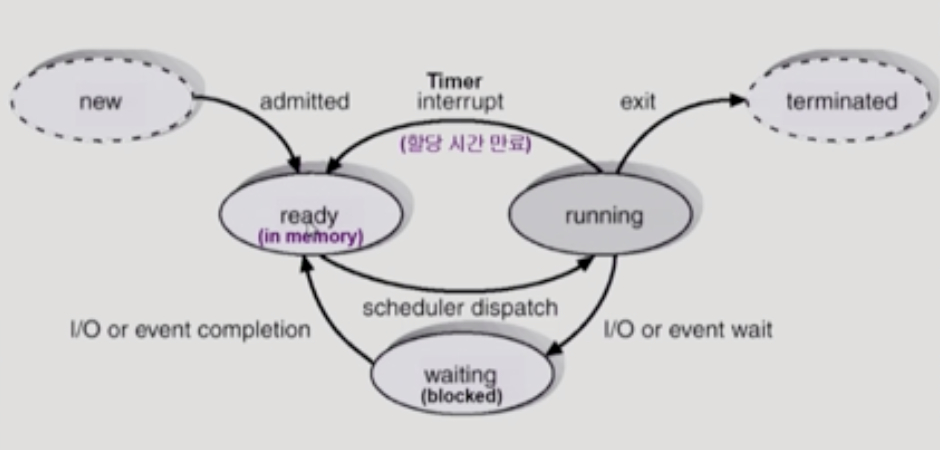 new
admitted
Timer
interrupt
(할당 시간 만료)
exit
terminated
ready
(in memory)
running
scheduler dispatch
I/O or event completion
I/O or event wait
waiting
(blocked)